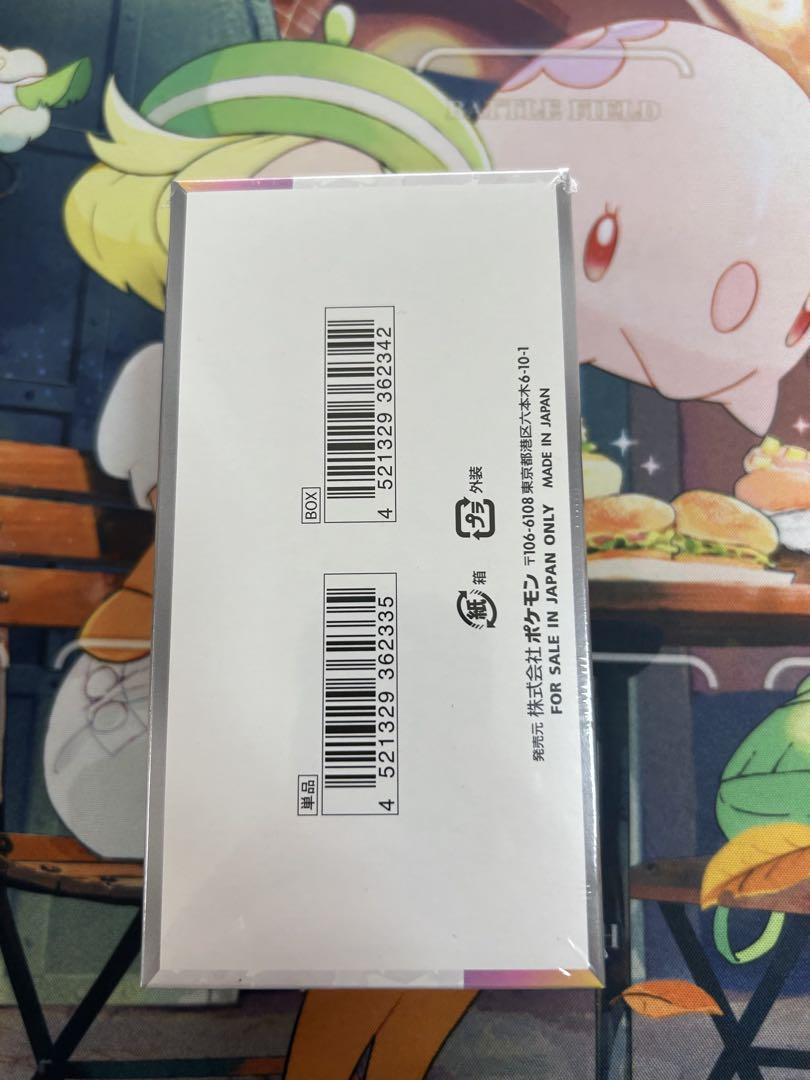 BATTLE FIELD
BOX
4 521329 362342
単品
4 521329 362335
紙 箱
プラ 外装
発売元 株式会社ポケモン 〒106-6108 東京都港区六本木6-10-1
FOR SALE IN JAPAN ONLY MADE IN JAPAN